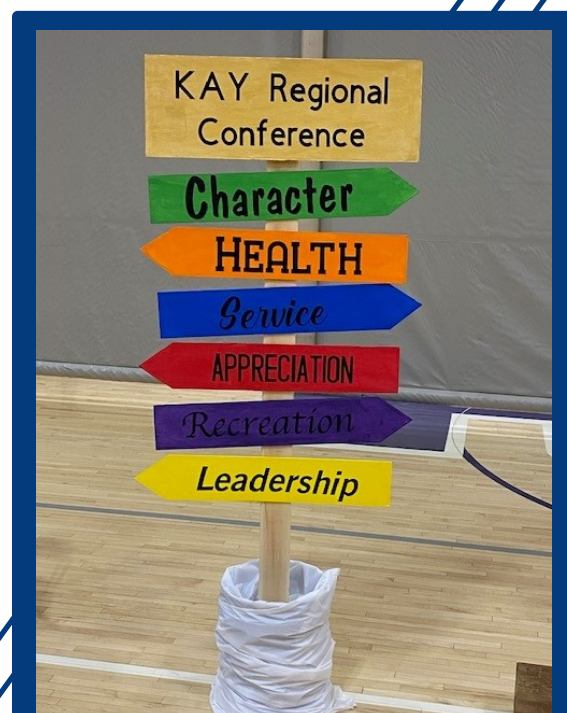 KAY Regional
Conference
Character
HEALTH
Service
APPRECIATION
Recreation
Leadership